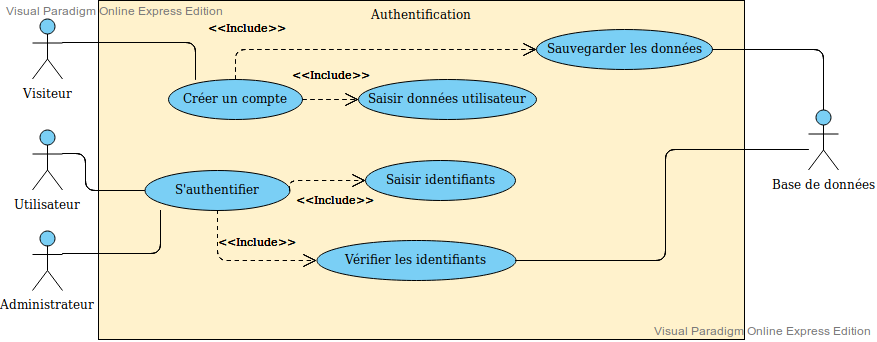 Visual Paradigm Online Express Edition
Authentification
<<Include>>
Sauvegarder les données
Visiteur
<<Include>>
Créer un compte
Saisir données utilisateur
Utilisateur
S'authentifier
Saisir identifiants
<<Include>>
Base de données
<<Include>>
Vérifier les identifiants
Administrateur
Visual Paradigm Online Express Edition